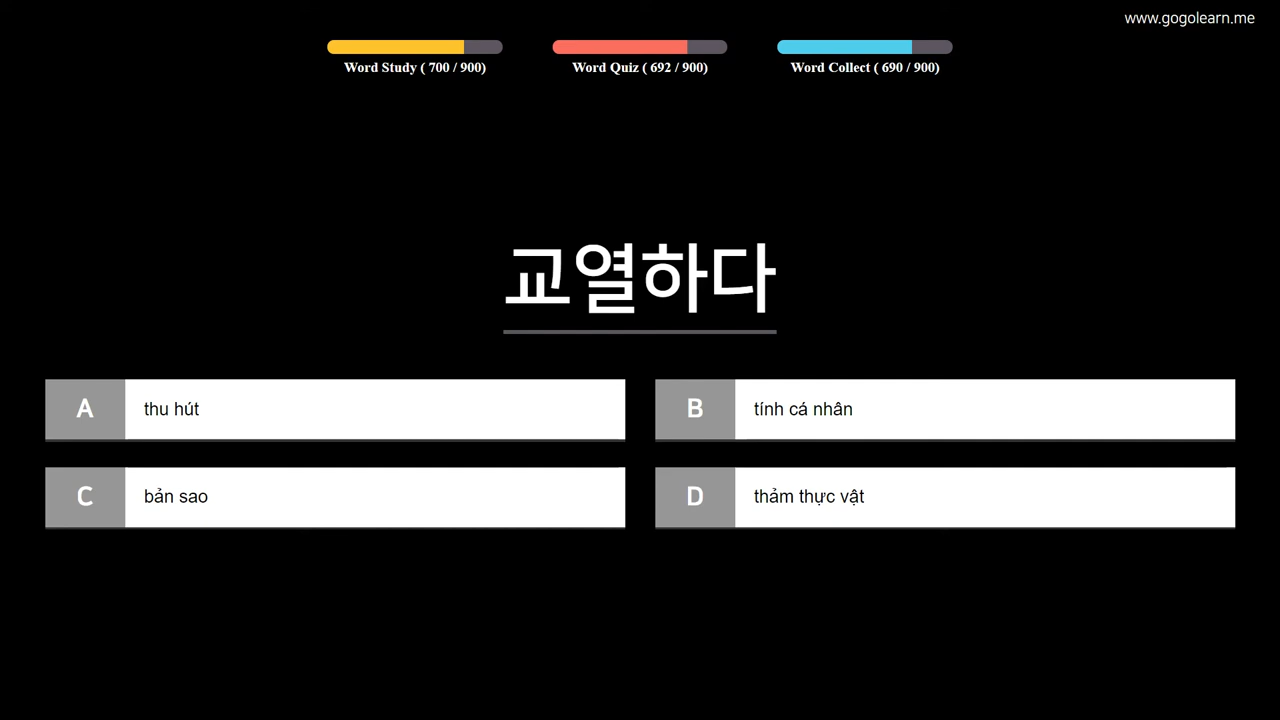 www.gogolearn.me
Word Study ( 700 / 900)
Word Quiz ( 692 / 900)
Word Collect ( 690 / 900)
교열하다
A thu hút
B tính cá nhân
C bản sao
D thảm thực vật